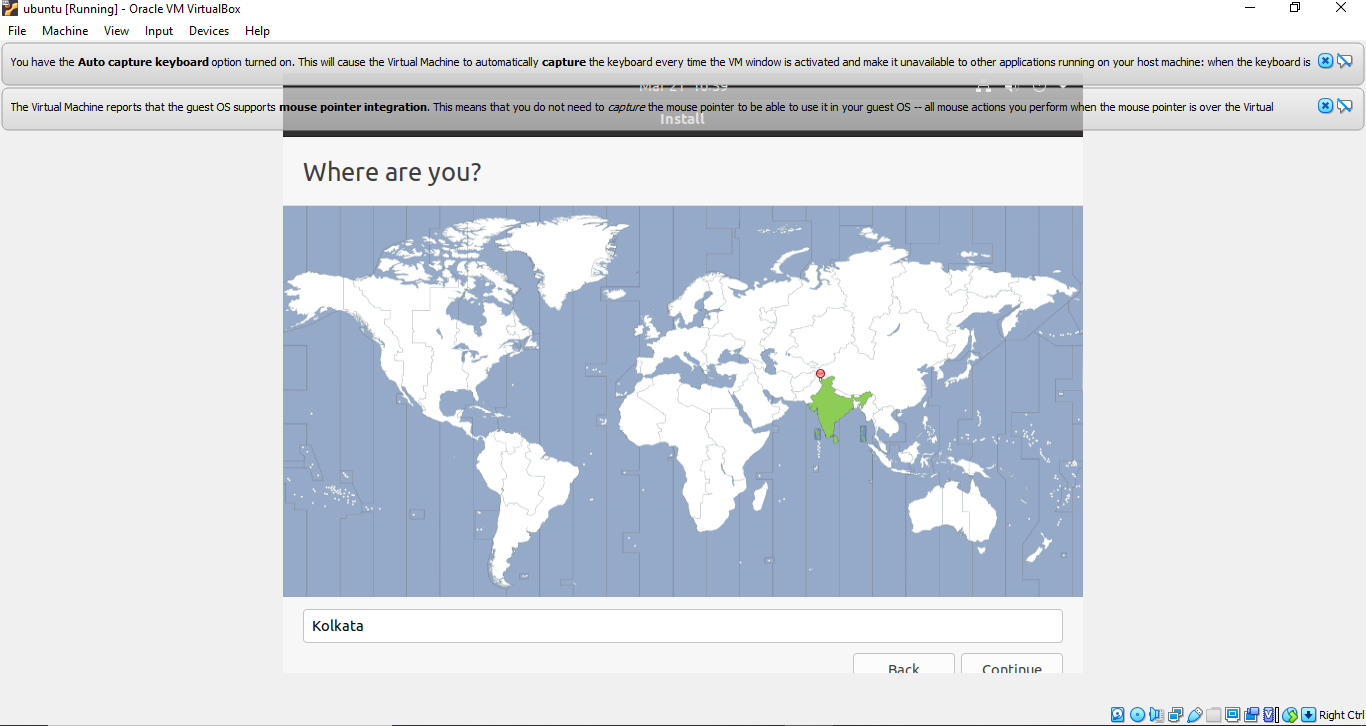 ubuntu [Running] - Oracle VM VirtualBox
File Machine View Input Devices Help
You have the Auto capture keyboard option turned on. This will cause the Virtual Machine to automatically capture the keyboard every time the VM window is activated and make it unavailable to other applications running on your host machine: when the keyboard is
Mar 21 10:59
The Virtual Machine reports that the guest OS supports mouse pointer integration. This means that you do not need to capture the mouse pointer to be able to use it in your guest OS -- all mouse actions you perform when the mouse pointer is over the Virtual
Install
Where are you?
Kolkata
Back Continue
Right Ctrl